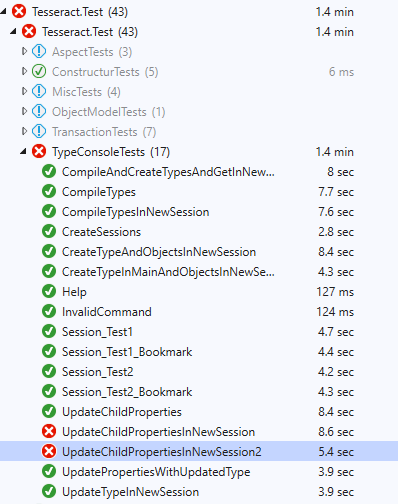 Tesseract.Test (43) 1.4 min
Tesseract.Test (43) 1.4 min
AspectTests (3)
ConstructurTests (5) 6 ms
MiscTests (4)
ObjectModelTests (1)
TransactionTests (7)
TypeConsoleTests (17) 1.4 min
CompileAndCreateTypesAndGetInNew... 8 sec
CompileTypes 7.7 sec
CompileTypesInNewSession 7.6 sec
CreateSessions 2.8 sec
CreateTypeAndObjectsInNewSession 8.4 sec
CreateTypeInMainAndObjectsInNewSe... 4.3 sec
Help 127 ms
InvalidCommand 124 ms
Session_Test1 4.7 sec
Session_Test1_Bookmark 4.4 sec
Session_Test2 4.2 sec
Session_Test2_Bookmark 4.3 sec
UpdateChildProperties 8.4 sec
UpdateChildPropertiesInNewSession 8.6 sec
UpdateChildPropertiesInNewSession2 5.4 sec
UpdatePropertiesWithUpdatedType 3.9 sec
UpdateTypeInNewSession 3.9 sec